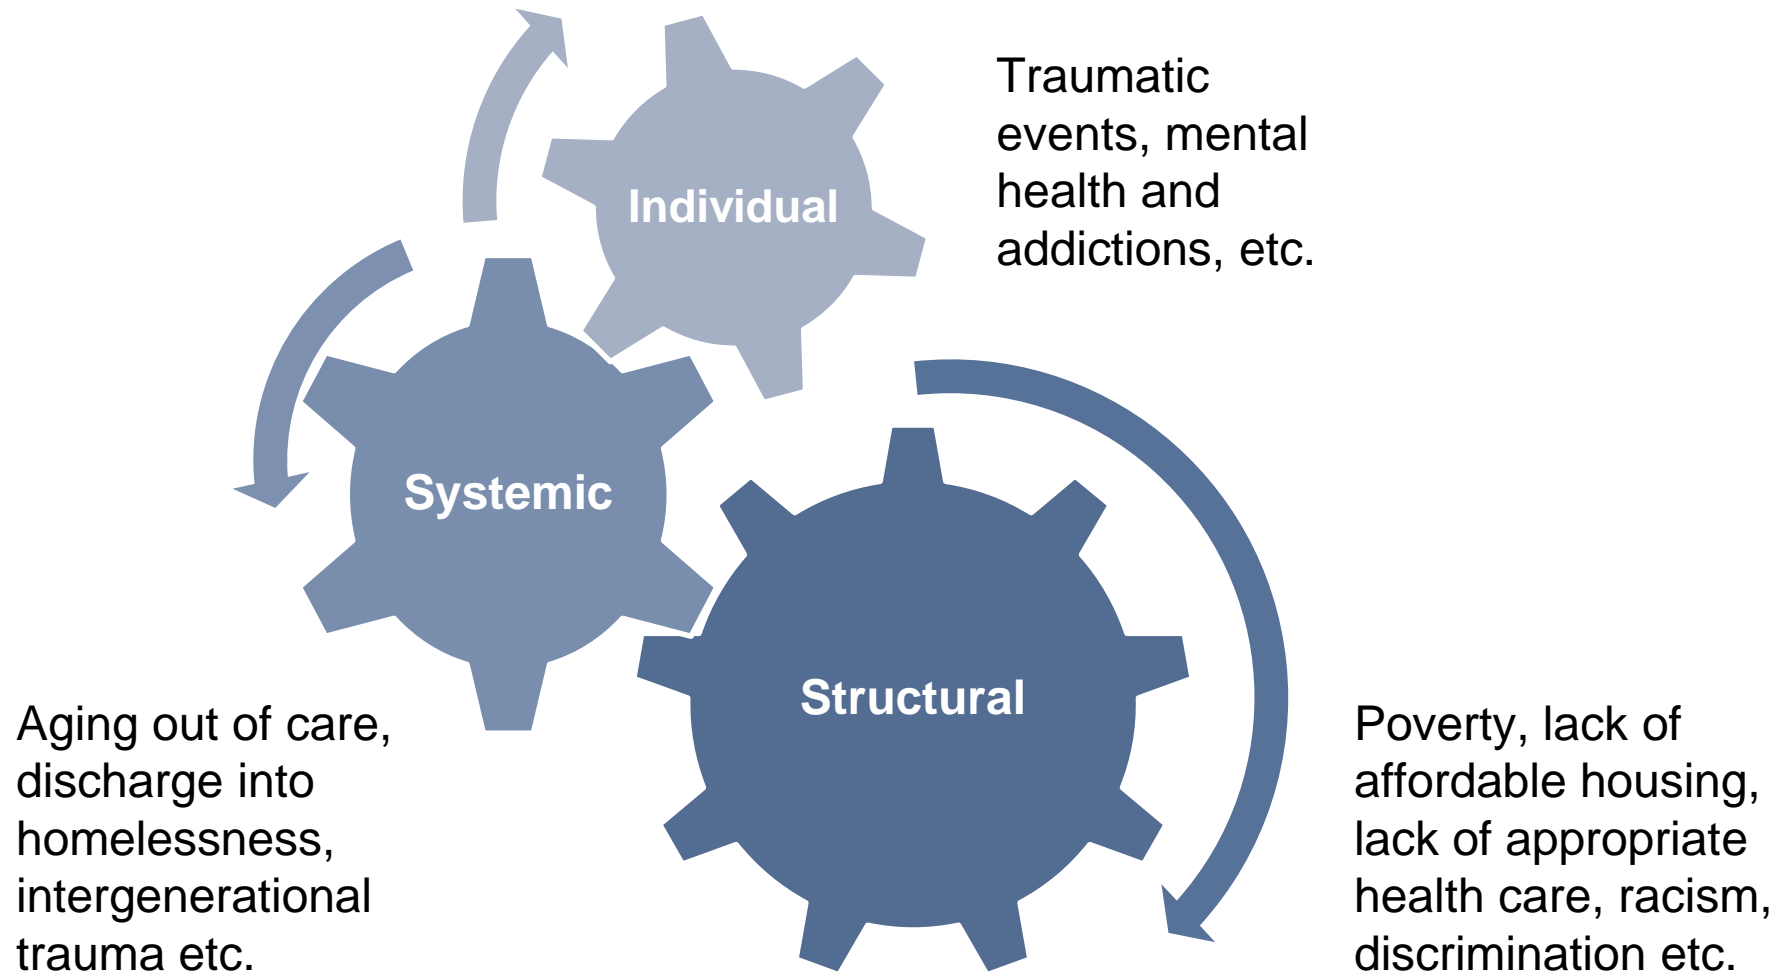 Individual
Traumatic
events, mental
health and
addictions, etc.
Systemic
Aging out of care,
discharge into
homelessness,
intergenerational
trauma etc.
Structural
Poverty, lack of
affordable housing,
lack of appropriate
health care, racism,
discrimination etc.